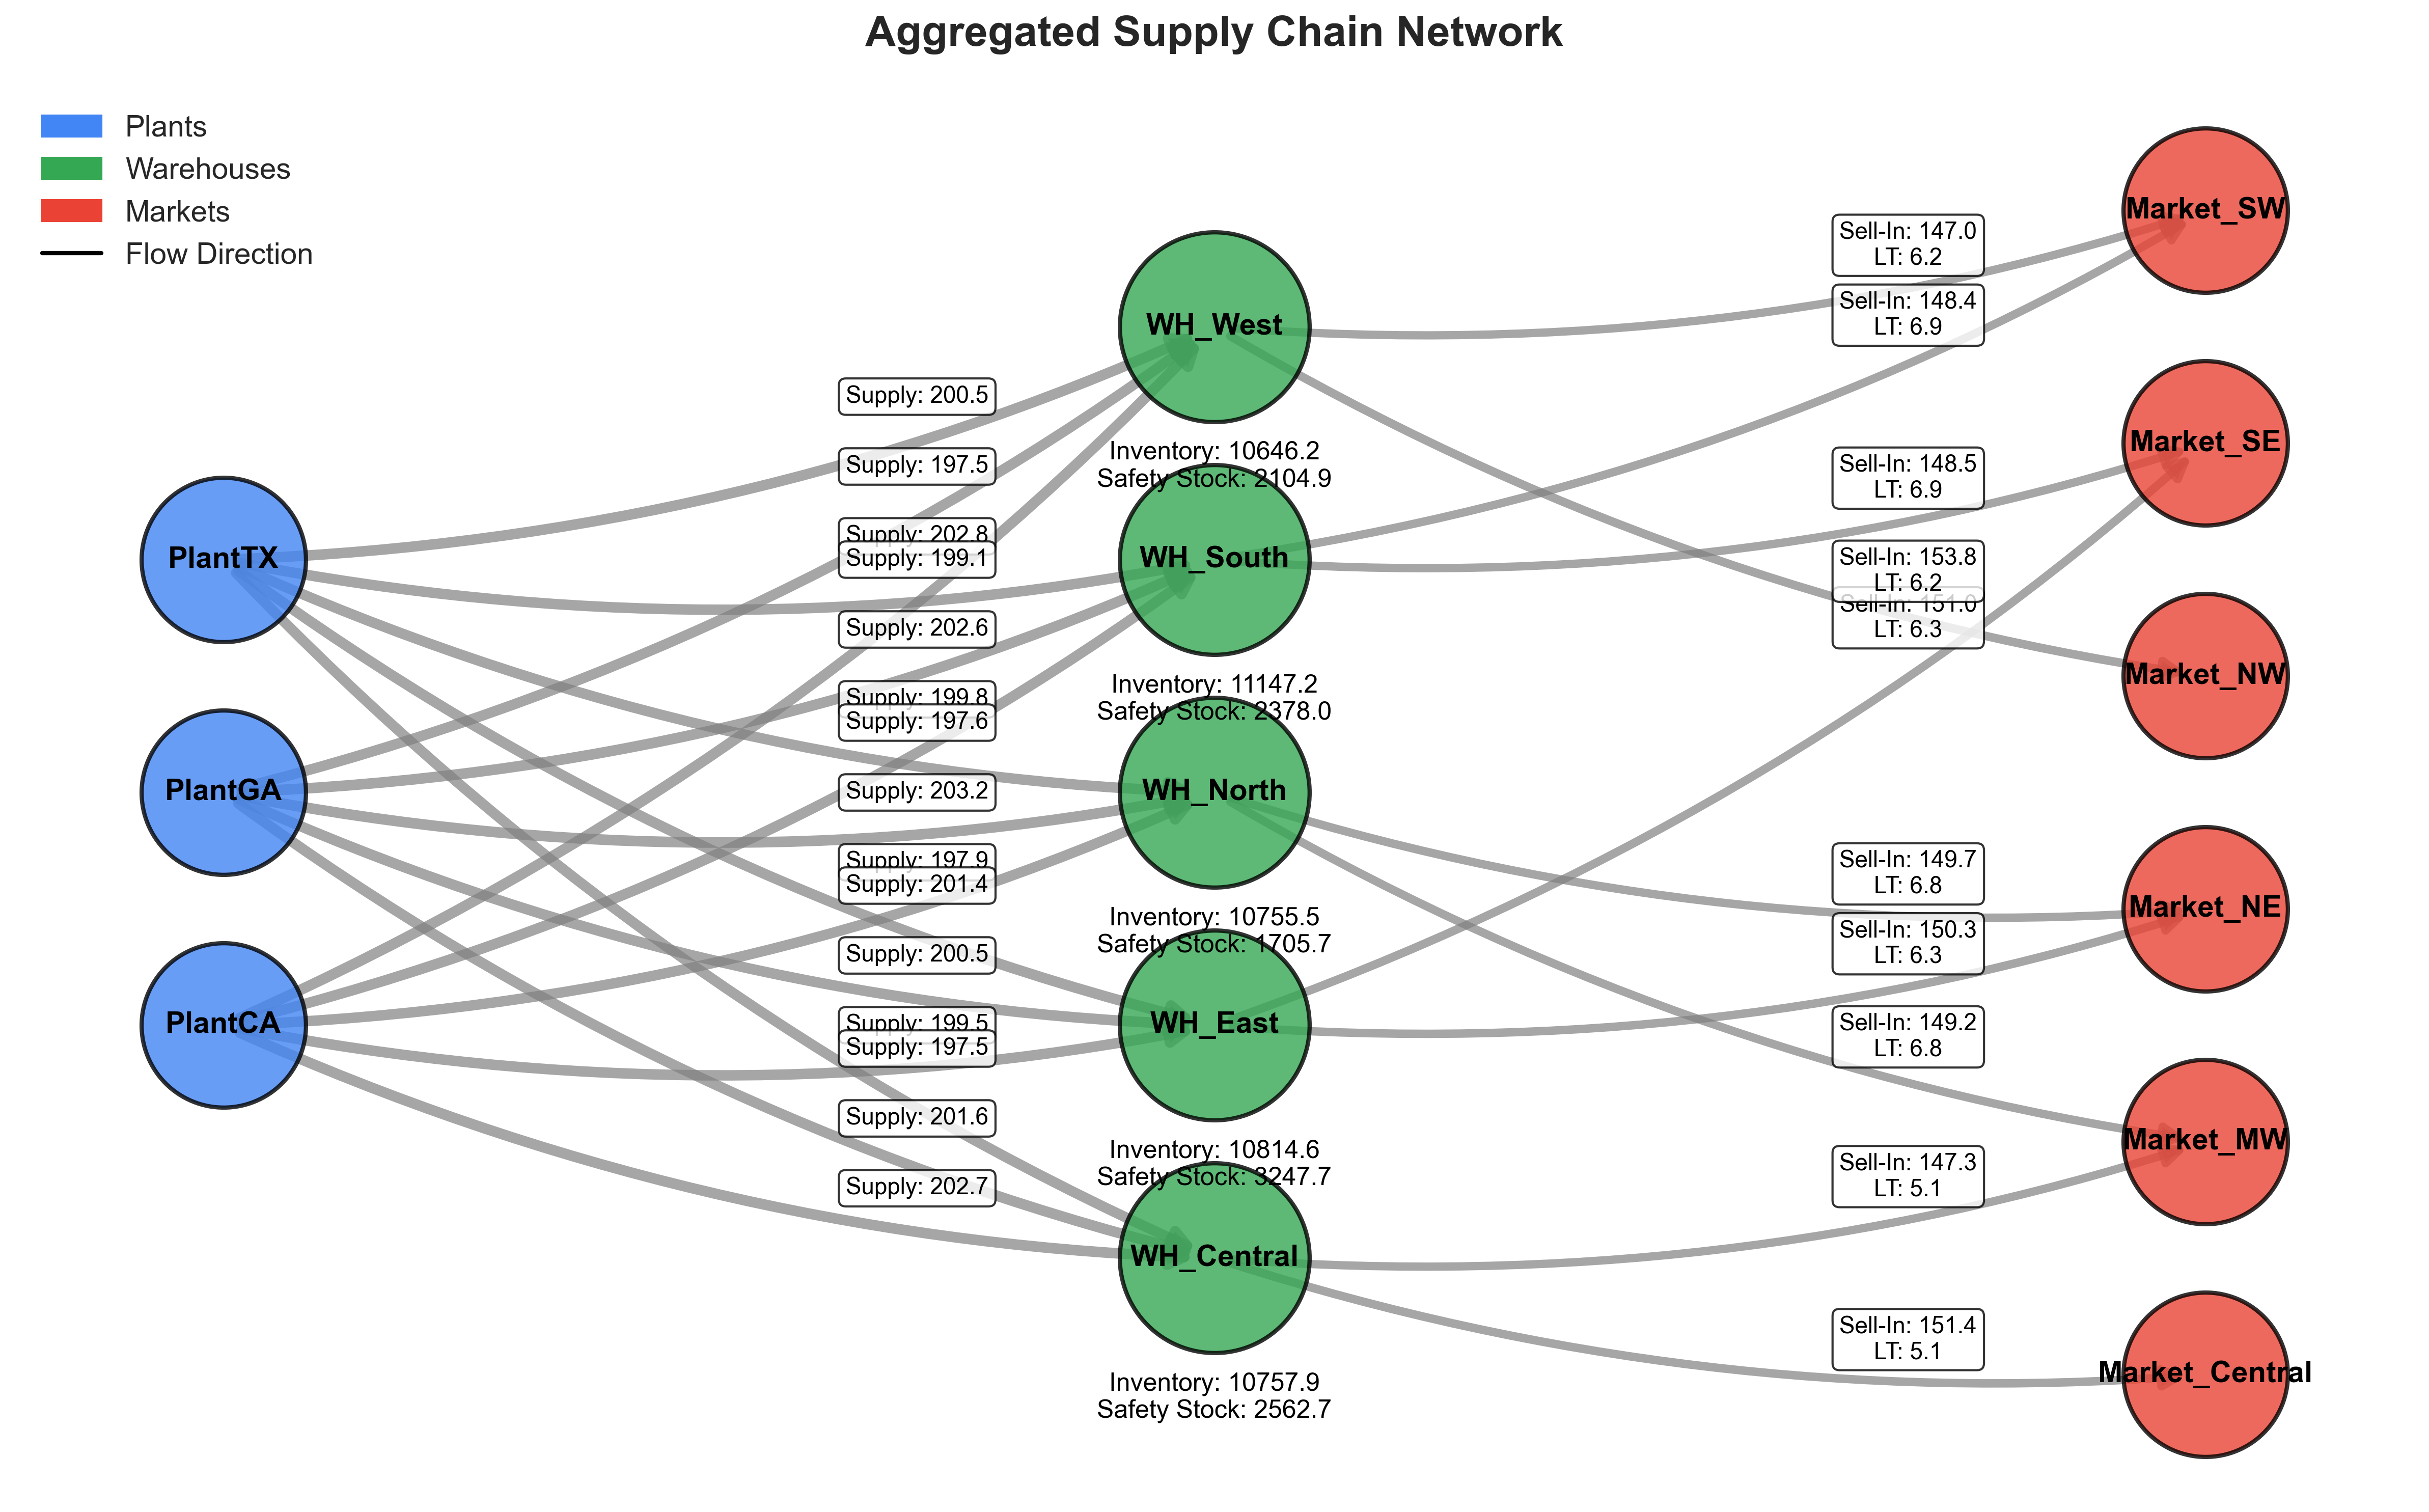 Aggregated Supply Chain Network
Plants
Warehouses
Markets
Flow Direction
PlantTX
PlantGA
PlantCA
Supply: 200.5
Supply: 197.5
Supply: 202.8
Supply: 199.1
Supply: 202.6
Supply: 199.8
Supply: 197.6
Supply: 203.2
Supply: 197.9
Supply: 201.4
Supply: 200.5
Supply: 199.5
Supply: 197.5
Supply: 201.6
Supply: 202.7
WH_West
Inventory: 10646.2
Safety Stock: 2104.9
WH_South
Inventory: 11147.2
Safety Stock: 2378.0
WH_North
Inventory: 10755.5
Safety Stock: 1705.7
WH_East
Inventory: 10814.6
Safety Stock: 3247.7
WH_Central
Inventory: 10757.9
Safety Stock: 2562.7
Sell-In: 147.0
LT: 6.2
Sell-In: 148.4
LT: 6.9
Sell-In: 148.5
LT: 6.9
Sell-In: 153.8
LT: 6.2
Sell-In: 151.0
LT: 6.3
Sell-In: 149.7
LT: 6.8
Sell-In: 150.3
LT: 6.3
Sell-In: 149.2
LT: 6.8
Sell-In: 147.3
LT: 5.1
Sell-In: 151.4
LT: 5.1
Market_SW
Market_SE
Market_NW
Market_NE
Market_MW
Market_Central